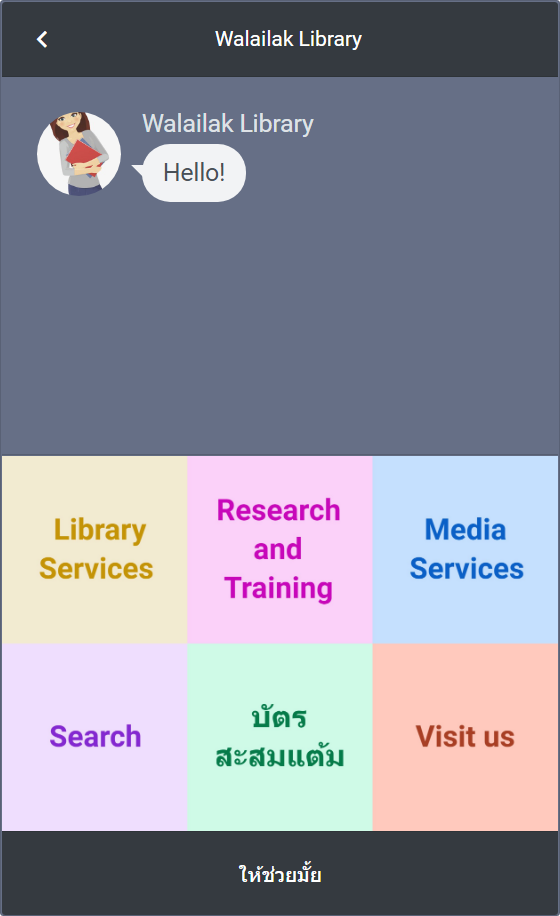 Walailak Library
Walailak Library
Hello!
Library
Services
Research
and
Training
Media
Services
Search
บัตร
สะสมแต้ม
Visit us
ให้ช่วยมั้ย